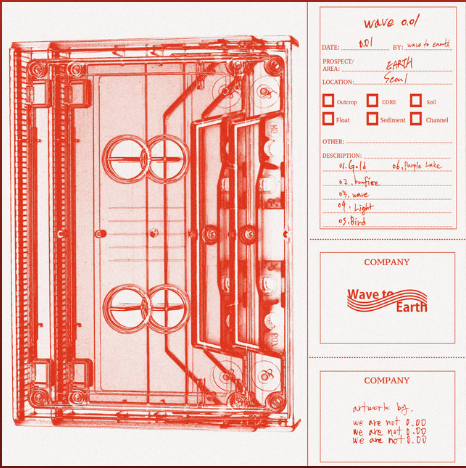 wave 0.01
DATE: 0.01 BY: wave to earth
PROSPECT/
AREA: EARTH
LOCATION: Seoul
Outcrop CORE Soil
Float Sediment Channel
OTHER:
DESCRIPTION:
01. Gold 06. Purple Lake
02. bonfire
03. wave
04. Light
05. Bird
COMPANY
Wave to
Earth
COMPANY
artwork by.
we are not 0.00
we are not 0.00
we are not 0.00